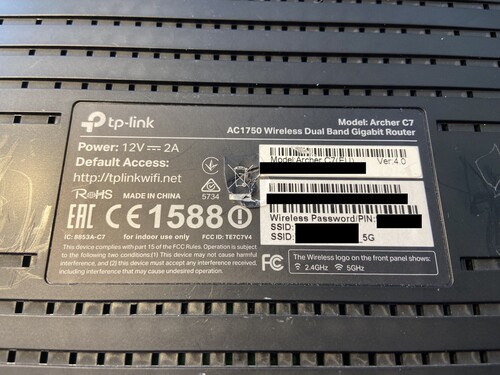 tp-link
Model: Archer C7
AC1750 Wireless Dual Band Gigabit Router
Power: 12V⎓2A
Default Access:
http://tplinkwifi.net
RoHS MADE IN CHINA
5734
Model:Archer C7(EU) Ver:4.0
EAC CE1588
for indoor use only
IC: 8853A-C7 FCC ID: TE7C7V4
Wireless Password/PIN:
SSID:
SSID: _5G
This device complies with part 15 of the FCC Rules. Operation is subject
to the following two conditions:(1) This device may not cause harmful
interference, and (2) this device must accept any interference received,
including interference that may cause undesired operation.
FC
The Wireless logo on the front panel shows:
2.4GHz 5GHz